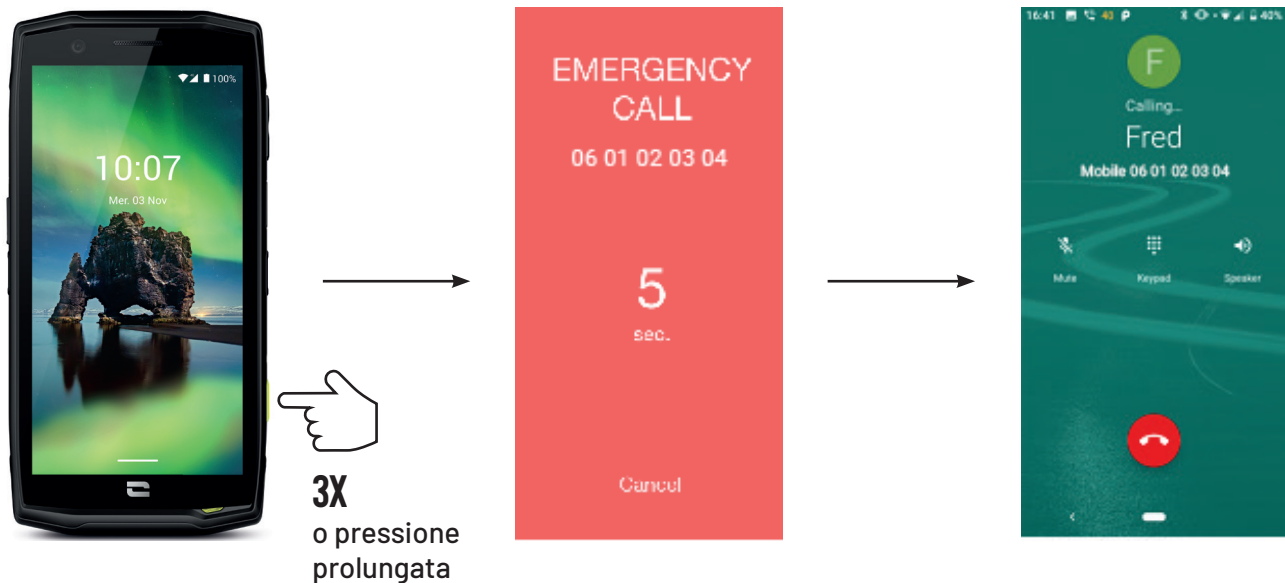 100%
10:07
Mer. 03 Nov
3X
o pressione
prolungata
EMERGENCY
CALL
06 01 02 03 04
5
sec.
Cancel
16:41 40 P 40%
F
Calling...
Fred
Mobile 06 01 02 03 04
Mute Keypad Speaker